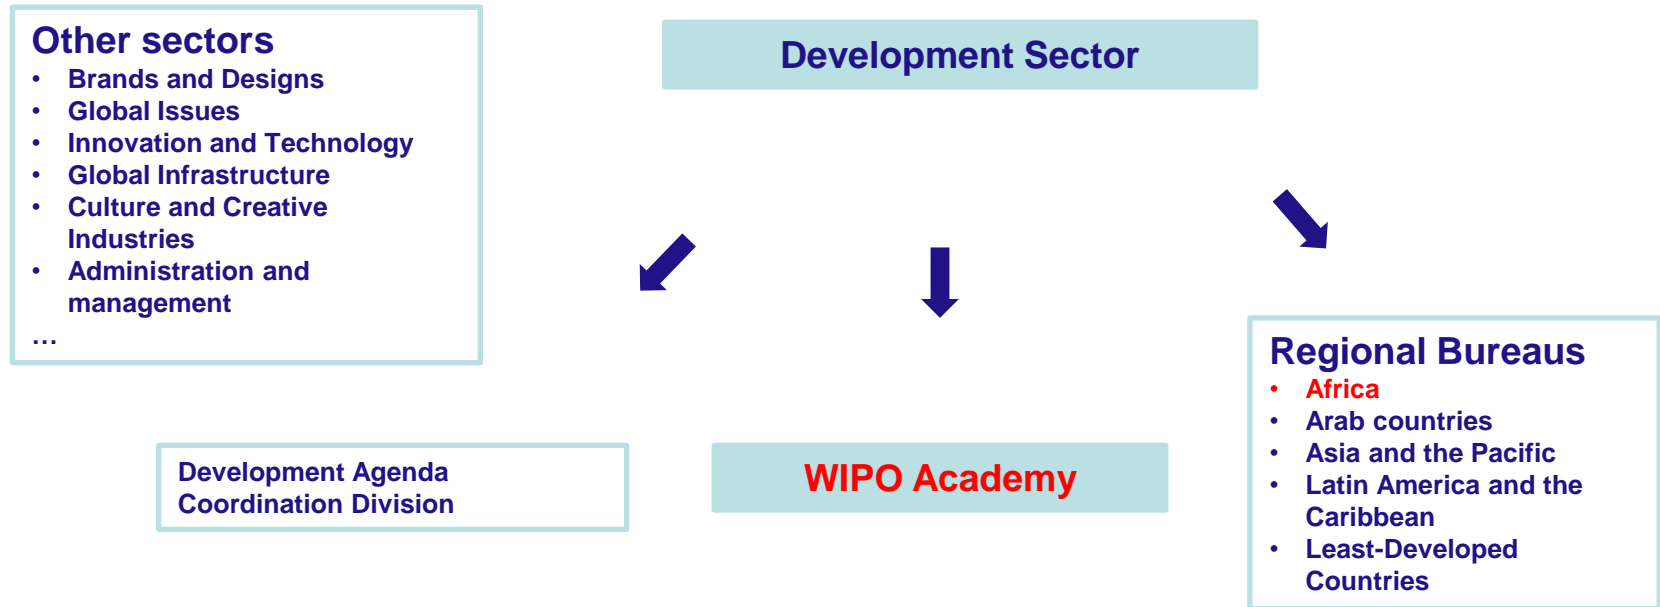 Other sectors
• Brands and Designs
• Global Issues
• Innovation and Technology
• Global Infrastructure
• Culture and Creative
Industries
• Administration and
management
…
Development Sector
Development Agenda
Coordination Division
WIPO Academy
Regional Bureaus
• Africa
• Arab countries
• Asia and the Pacific
• Latin America and the
Caribbean
• Least-Developed
Countries